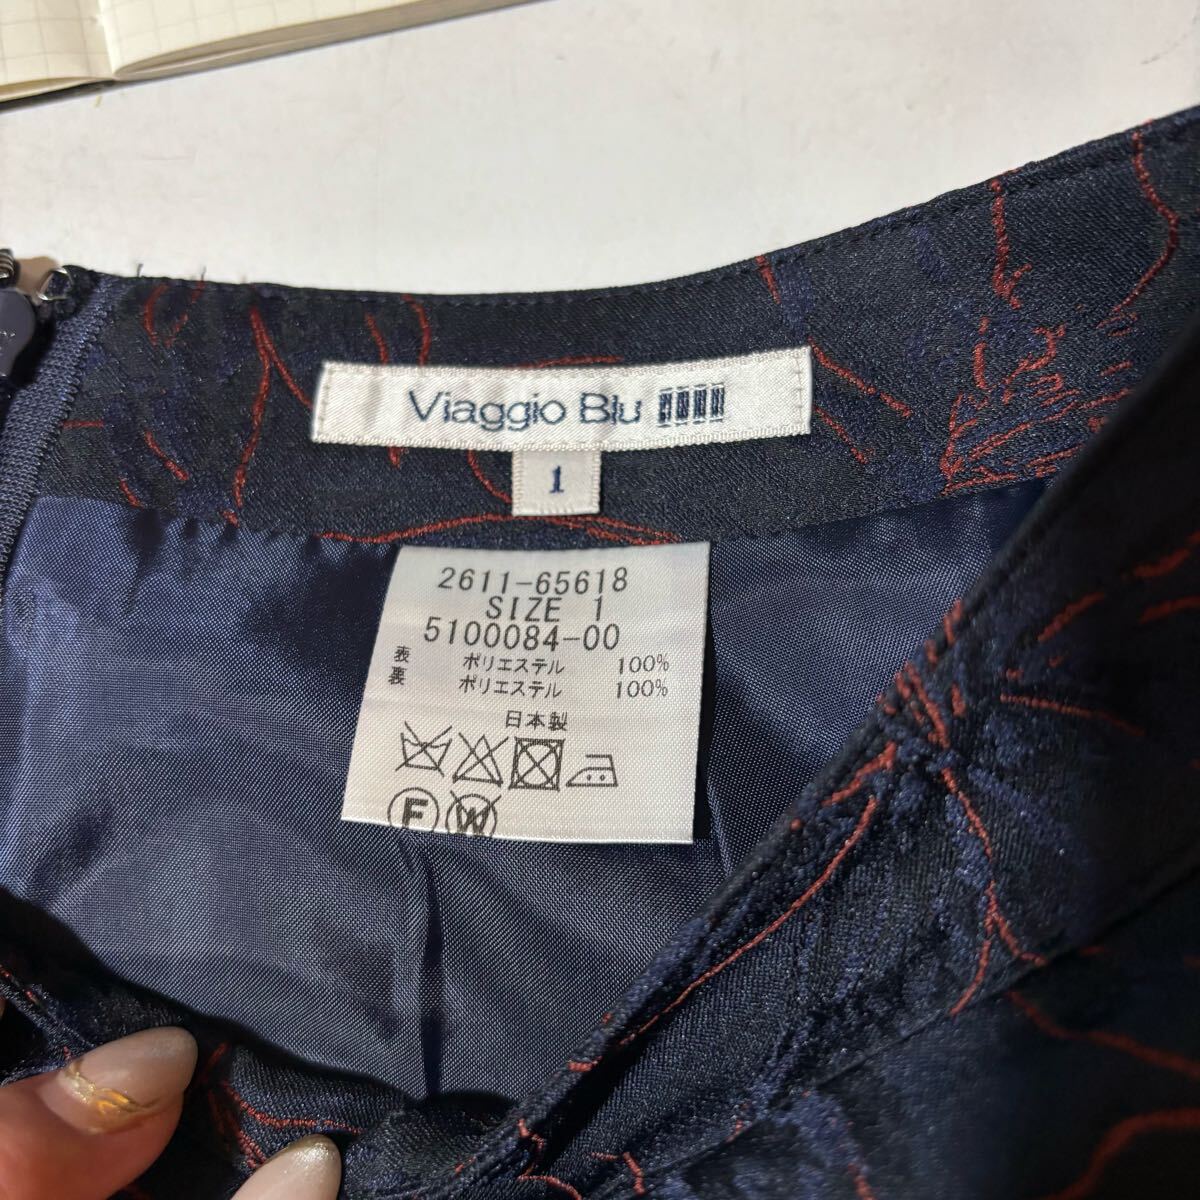 Viaggio Blu
1
2611-65618
SIZE 1
5100084-00
表 ポリエステル 100%
裏 ポリエステル 100%
日本製
F W